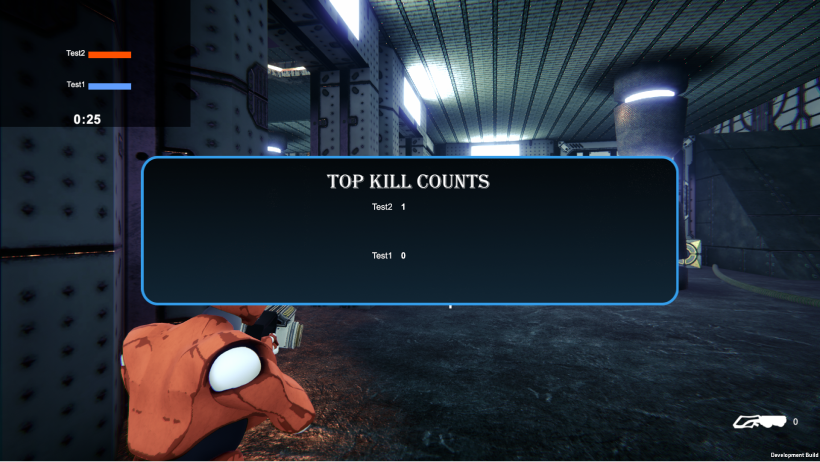 Test2
Test1
0:25
TOP KILL COUNTS
Test2 1
Test1 0
0
Development Build